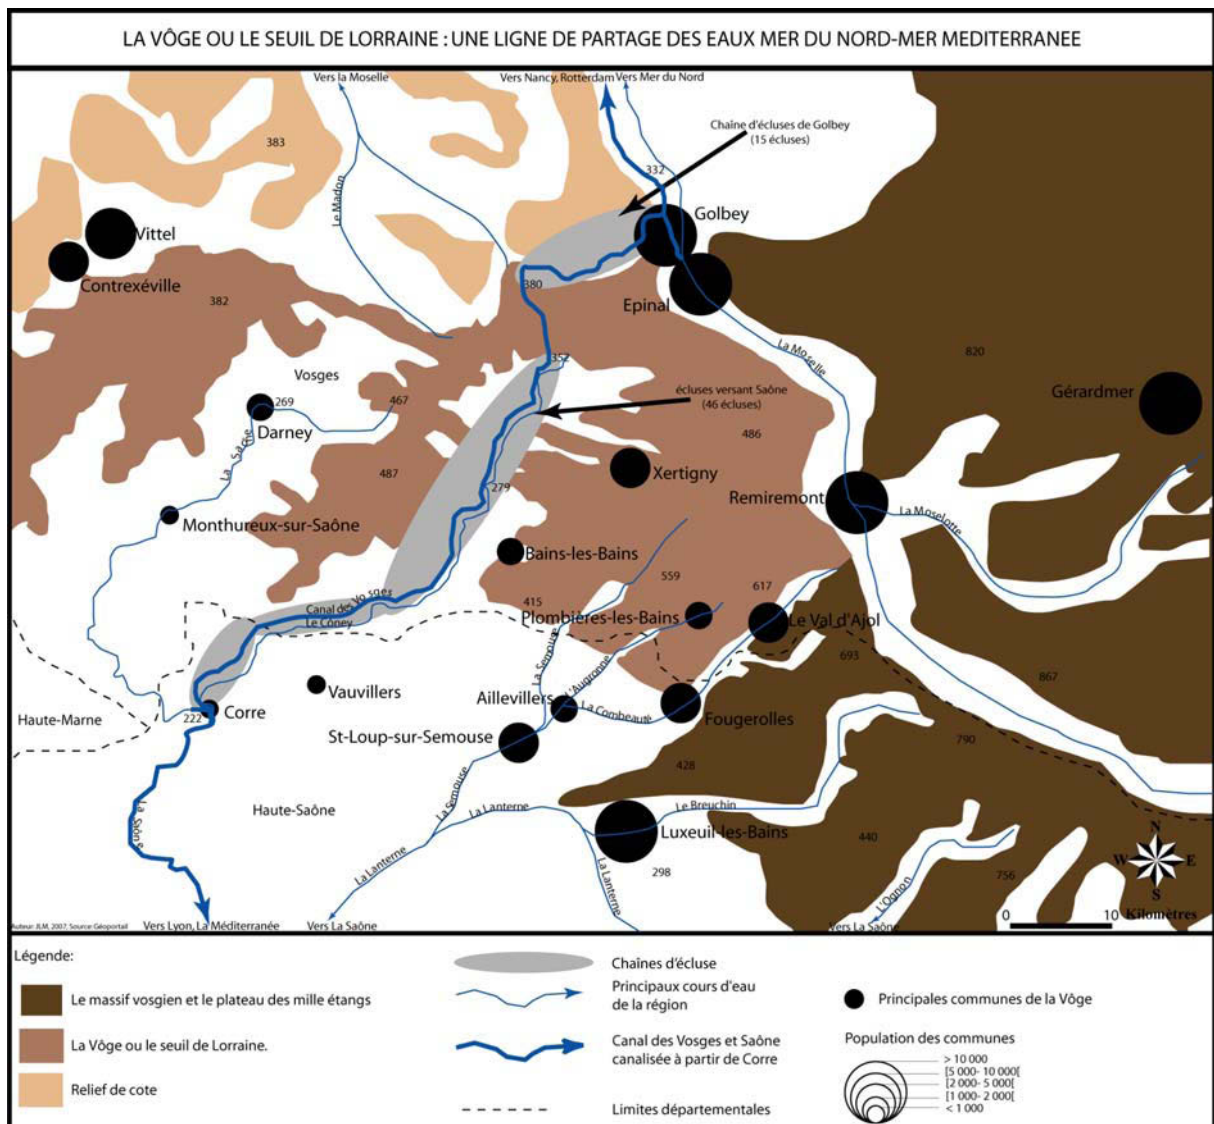 LA VÔGE OU LE SEUIL DE LORRAINE : UNE LIGNE DE PARTAGE DES EAUX MER DU NORD-MER MEDITERRANEE
Vers la Moselle
Vers Nancy, Rotterdam
Vers Mer du Nord
Chaîne d'écluses de Golbey
(15 écluses)
383
332
Le Madon
Golbey
Vittel
Contrexéville
382
380
Epinal
La Moselle
352
820
Vosges
écluses versant Saône
(46 écluses)
Gérardmer
269
467
Darney
La Saône
486
487
Xertigny
279
Remiremont
La Moselotte
Monthureux-sur-Saône
Bains-les-Bains
559
617
415
Canal des Vosges
Le Côney
Plombières-les-Bains
Le Val d'Ajol
La Semouse
L'Augronne
693
867
Vauvillers
Aillevillers
La Combeauté
Fougerolles
Haute-Marne
222
Corre
St-Loup-sur-Semouse
790
428
La Semouse
Haute-Saône
La Saône
La Lanterne
Le Breuchin
Luxeuil-les-Bains
440
La Lanterne
298
La Lanterne
756
L'Ognon
N
W
E
S
0
10
Kilomètres
Auteur: JLM, 2007, Source Géoportail
Vers Lyon, La Méditerranée
Vers La Saône
Vers La Saône
Légende:
Le massif vosgien et le plateau des mille étangs
La Vôge ou le seuil de Lorraine.
Relief de cote
Chaînes d'écluse
Principaux cours d'eau
de la région
Canal des Vosges et Saône
canalisée à partir de Corre
Limites départementales
Principales communes de la Vôge
Population des communes
> 10 000
[5 000- 10 000[
[2 000- 5 000[
[1 000- 2 000[
< 1 000